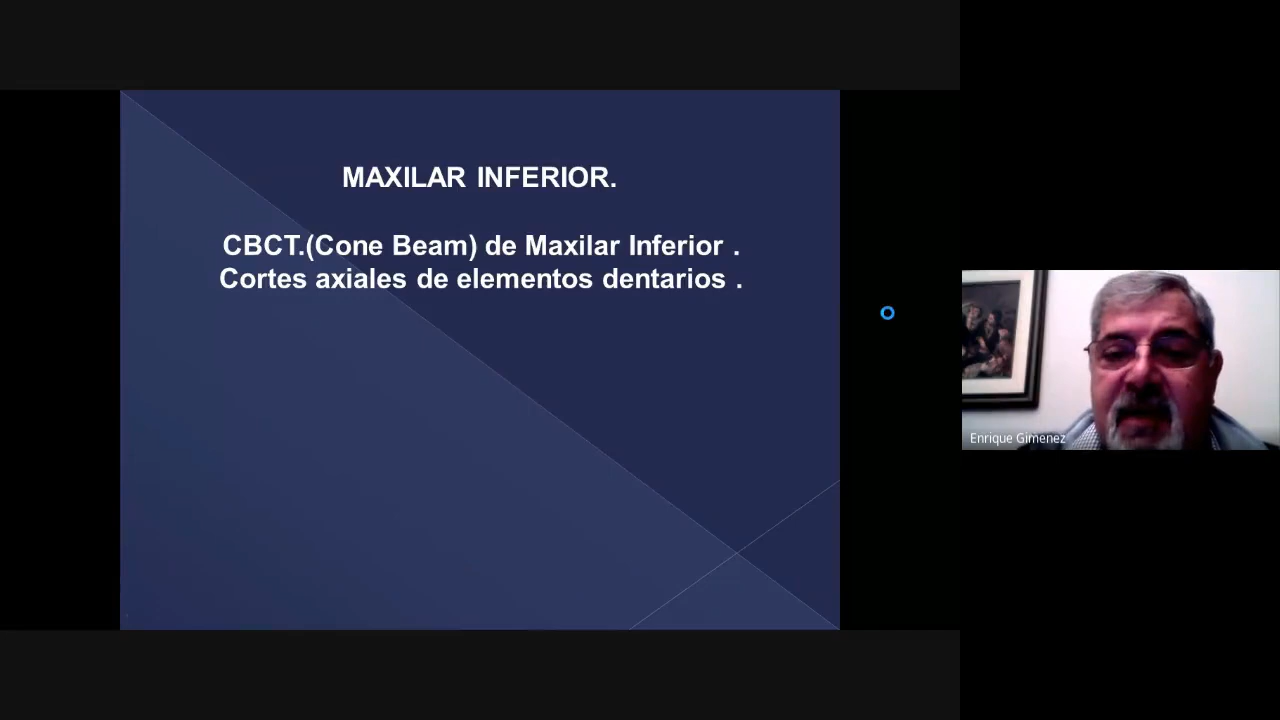 MAXILAR INFERIOR.
CBCT.(Cone Beam) de Maxilar Inferior .
Cortes axiales de elementos dentarios .
Enrique Gimenez